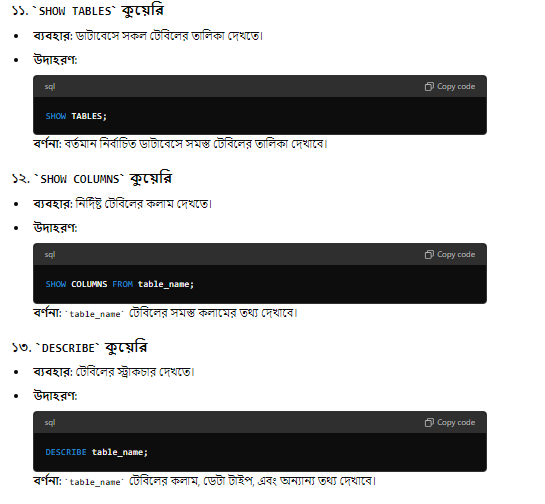 ১১. `SHOW TABLES` কুয়েরি
• ব্যবহার: ডাটাবেসে সকল টেবিলের তালিকা দেখতে।
• উদাহরণ:
sql Copy code
SHOW TABLES;
বর্ণনা: বর্তমান নির্বাচিত ডাটাবেসে সমস্ত টেবিলের তালিকা দেখাবে।
১২. `SHOW COLUMNS` কুয়েরি
• ব্যবহার: নির্দিষ্ট টেবিলের কলাম দেখতে।
• উদাহরণ:
sql Copy code
SHOW COLUMNS FROM table_name;
বর্ণনা: `table_name` টেবিলের সমস্ত কলামের তথ্য দেখাবে।
১৩. `DESCRIBE` কুয়েরি
• ব্যবহার: টেবিলের স্ট্রাকচার দেখতে।
• উদাহরণ:
sql Copy code
DESCRIBE table_name;
বর্ণনা: `table_name` টেবিলের কলাম, ডেটা টাইপ, এবং অন্যান্য তথ্য দেখাবে।